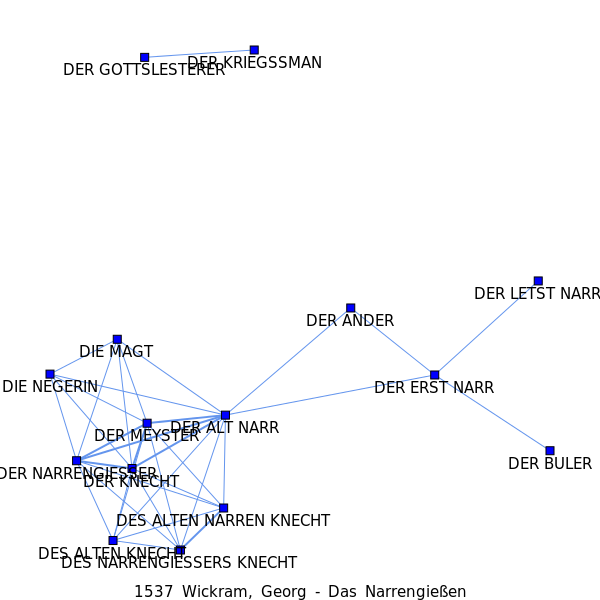 DER KRIEGSSMAN
DER GOTTSLESTERER
DER LETST NARR
DER ANDER
DIE MAGT
DIE NEGERIN
DER ERST NARR
DER ALT NARR
DER MEYSTER
DER BULER
DER NARRENGIESSER
DER KNECHT
DES ALTEN NARREN KNECHT
DES ALTEN KNECHT
DES NARRENGIESSERS KNECHT
1537 Wickram, Georg - Das Narrengießen